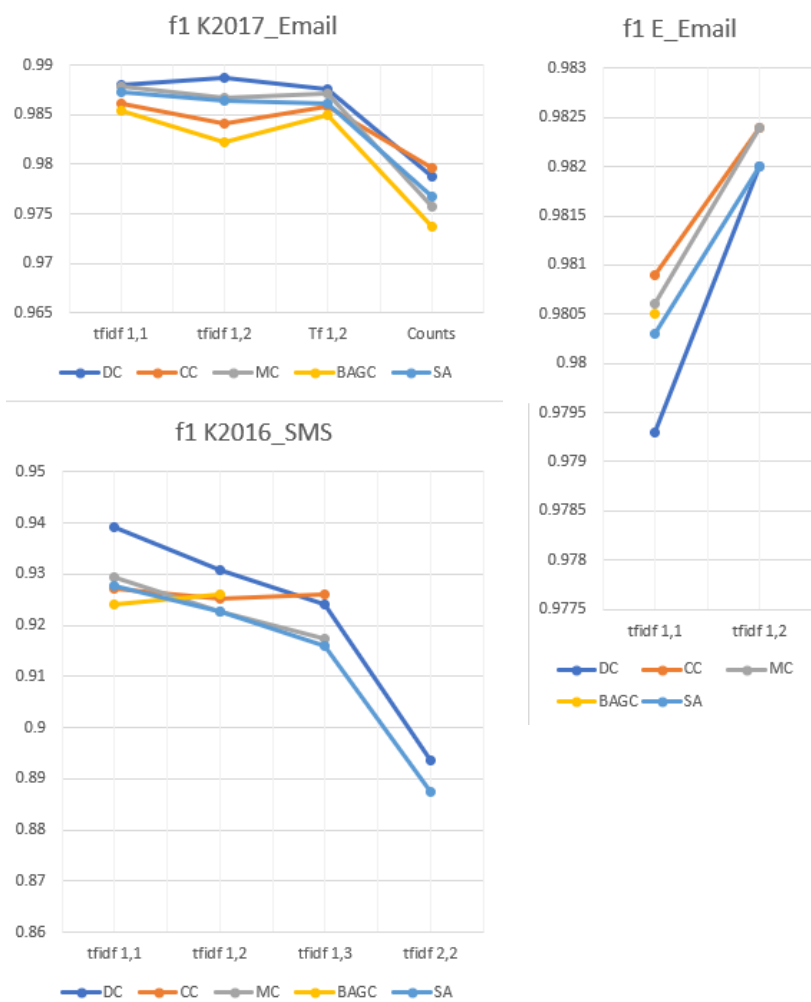 f1 K2017_Email
0.99
0.985
0.98
0.975
0.97
0.965
tfidf 1,1 tfidf 1,2 Tf 1,2 Counts
DC CC MC BAGC SA
f1 E_Email
0.983
0.9825
0.982
0.9815
0.981
0.9805
0.98
0.9795
0.979
0.9785
0.978
0.9775
tfidf 1,1 tfidf 1,2
DC CC MC
BAGC SA
f1 K2016_SMS
0.95
0.94
0.93
0.92
0.91
0.9
0.89
0.88
0.87
0.86
tfidf 1,1 tfidf 1,2 tfidf 1,3 tfidf 2,2
DC CC MC BAGC SA